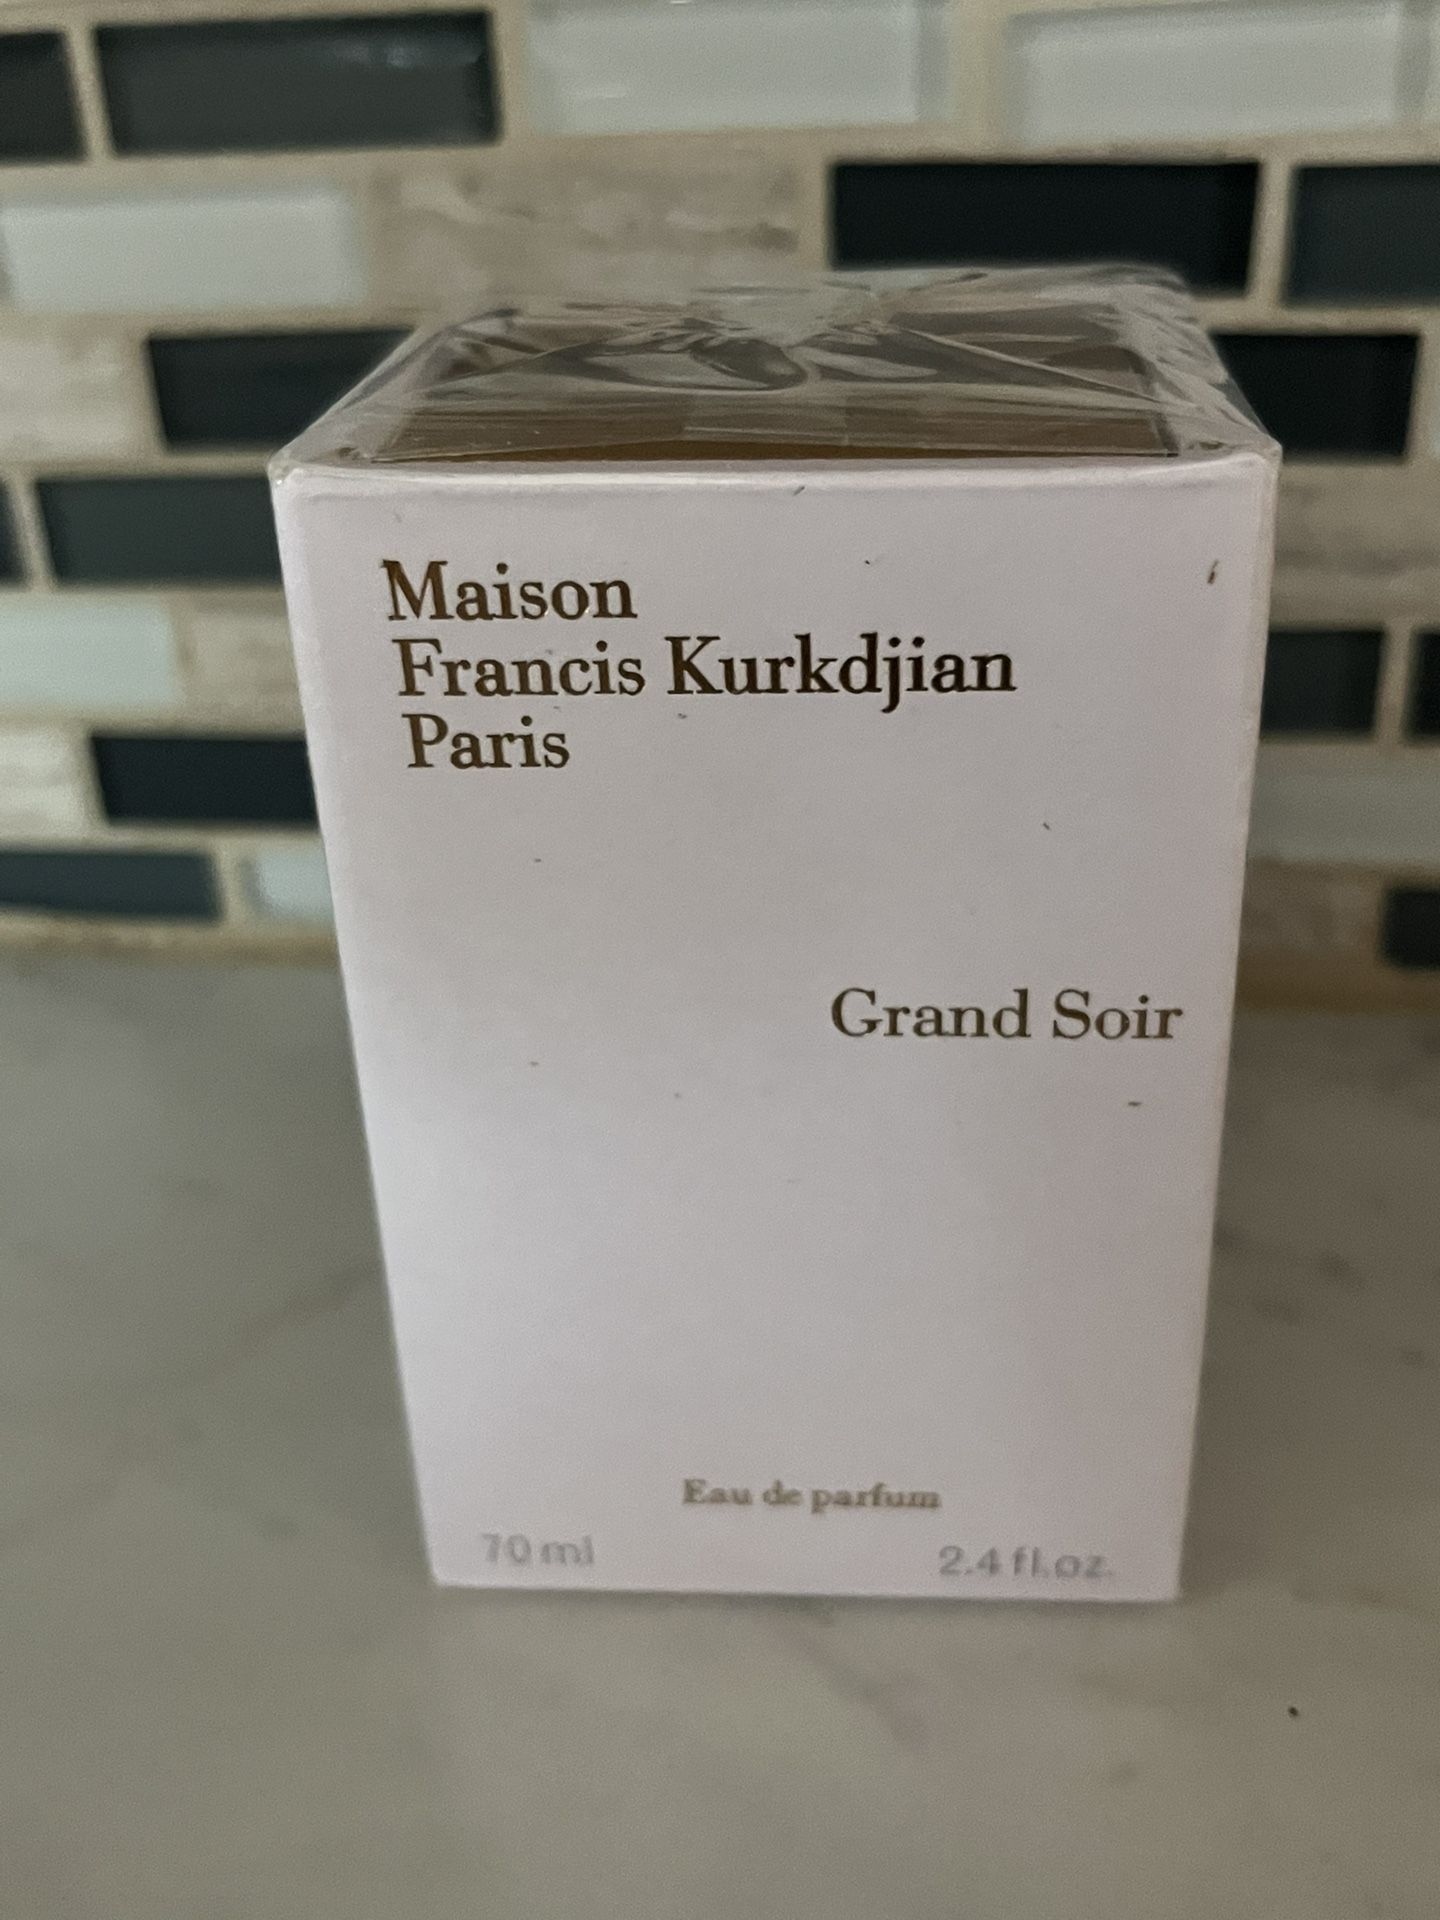 Maison
Francis Kurkdjian
Paris
Grand Soir
Eau de parfum
70 ml
2.4 fl.oz.